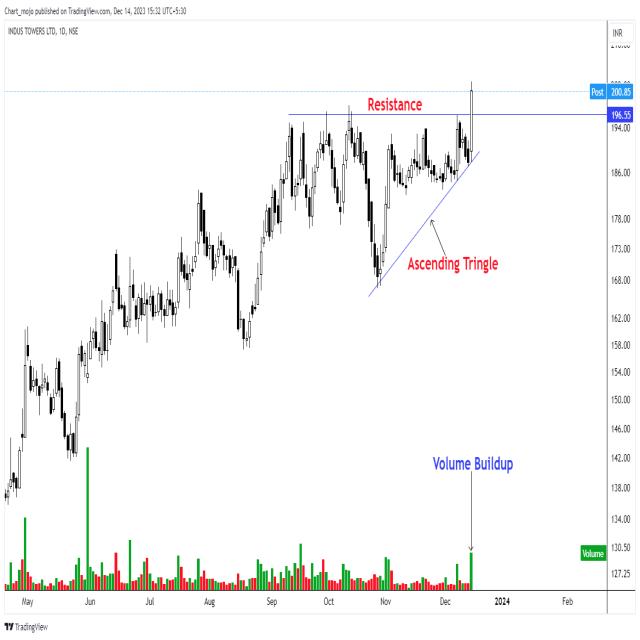 Chart_mojo published on TradingView.com, Dec 14, 2023 15:32 UTC+5:30
INDUS TOWERS LTD, 1D, NSE
INR
Post 200.85
Resistance
196.55
194.00
186.00
178.00
Ascending Tringle
173.00
168.00
162.00
158.00
154.00
150.00
146.00
Volume Buildup
142.00
138.00
134.00
130.50
Volume
127.25
May Jun Jul Aug Sep Oct Nov Dec 2024 Feb
TradingView